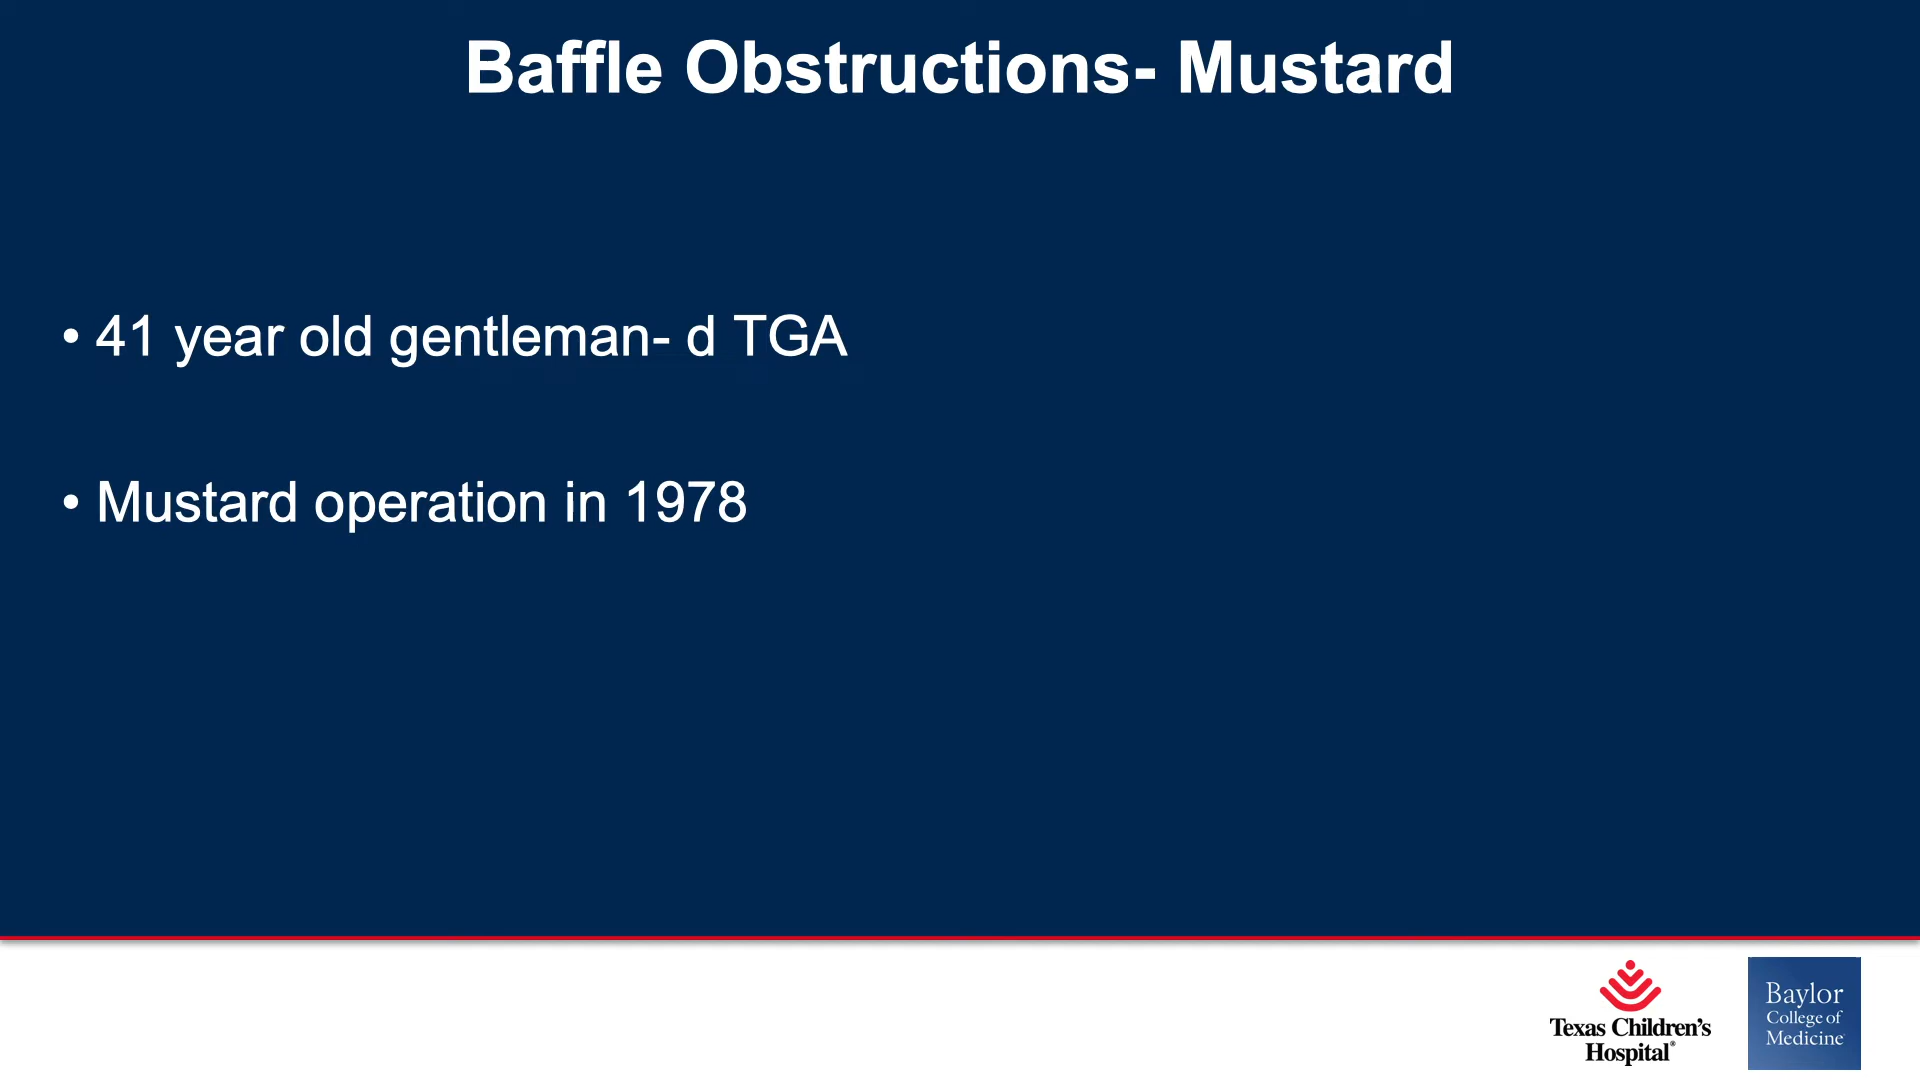 Baffle Obstructions- Mustard
• 41 year old gentleman- d TGA
• Mustard operation in 1978
Texas Children's
Hospital®
Baylor
College of
Medicine